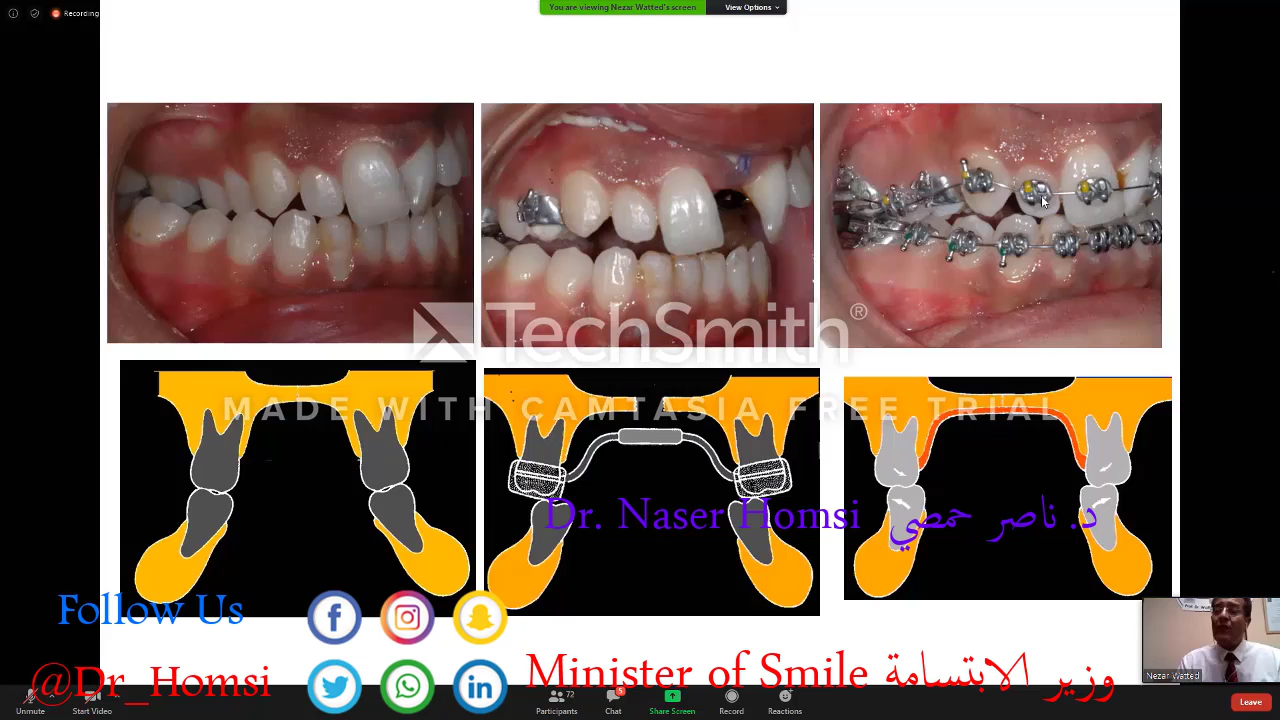 Recording
You are viewing Nezar Watted's screen
View Options
TechSmith®
MADE WITH CAMTASIA FREE TRIAL
Dr. Naser Homsi د. ناصر حمصي
Follow Us
@Dr_Homsi
Minister of Smile وزير الابتسامة
Nezar Watted
Unmute
Start Video
Participants
72
Chat
5
Share Screen
Record
Reactions
Leave